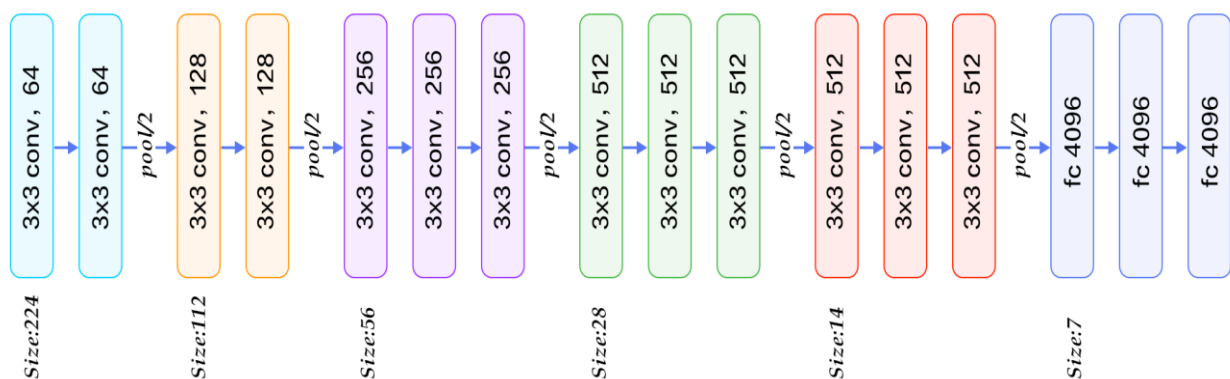 3x3 conv, 64
3x3 conv, 64
pool/2
3x3 conv, 128
3x3 conv, 128
pool/2
3x3 conv, 256
3x3 conv, 256
3x3 conv, 256
pool/2
3x3 conv, 512
3x3 conv, 512
3x3 conv, 512
pool/2
3x3 conv, 512
3x3 conv, 512
3x3 conv, 512
pool/2
fc 4096
fc 4096
fc 4096
Size:224
Size:112
Size:56
Size:28
Size:14
Size:7